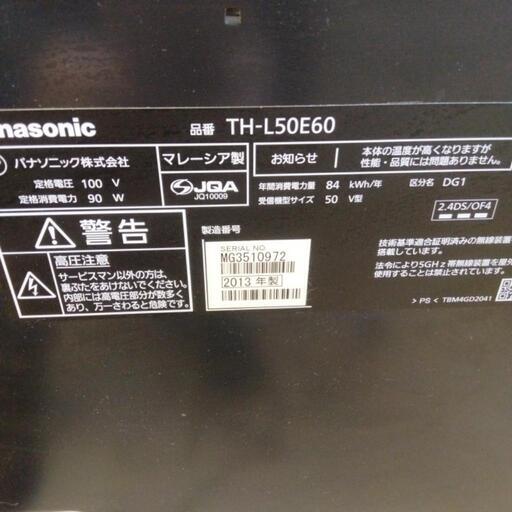 nasonic 品番 TH-L50E60
パナソニック株式会社
定格電圧 100 V
定格消費電力 90 W
マレーシア製
JQA
JQ10009
お知らせ
本体の温度が高くなりますが
性能・品質には問題ありません。
年間消費電力量 84 kWh/年 区分名 DG1
受信機型サイズ 50 V型
2.4DS/OF4
警告
高圧注意
サービスマン以外の方は、
裏ぶたをあけないでください。
内部には高電圧部分が数多く
あり、万一さわると危険です。
製造番号
SERIAL NO.
MG3510972
2013 年製
技術基準適合証明済みの無線装置
搭載しています。
法令により5GHz帯無線装置を屋外
使用することは禁止されています。
> PS < TBM4GD2041